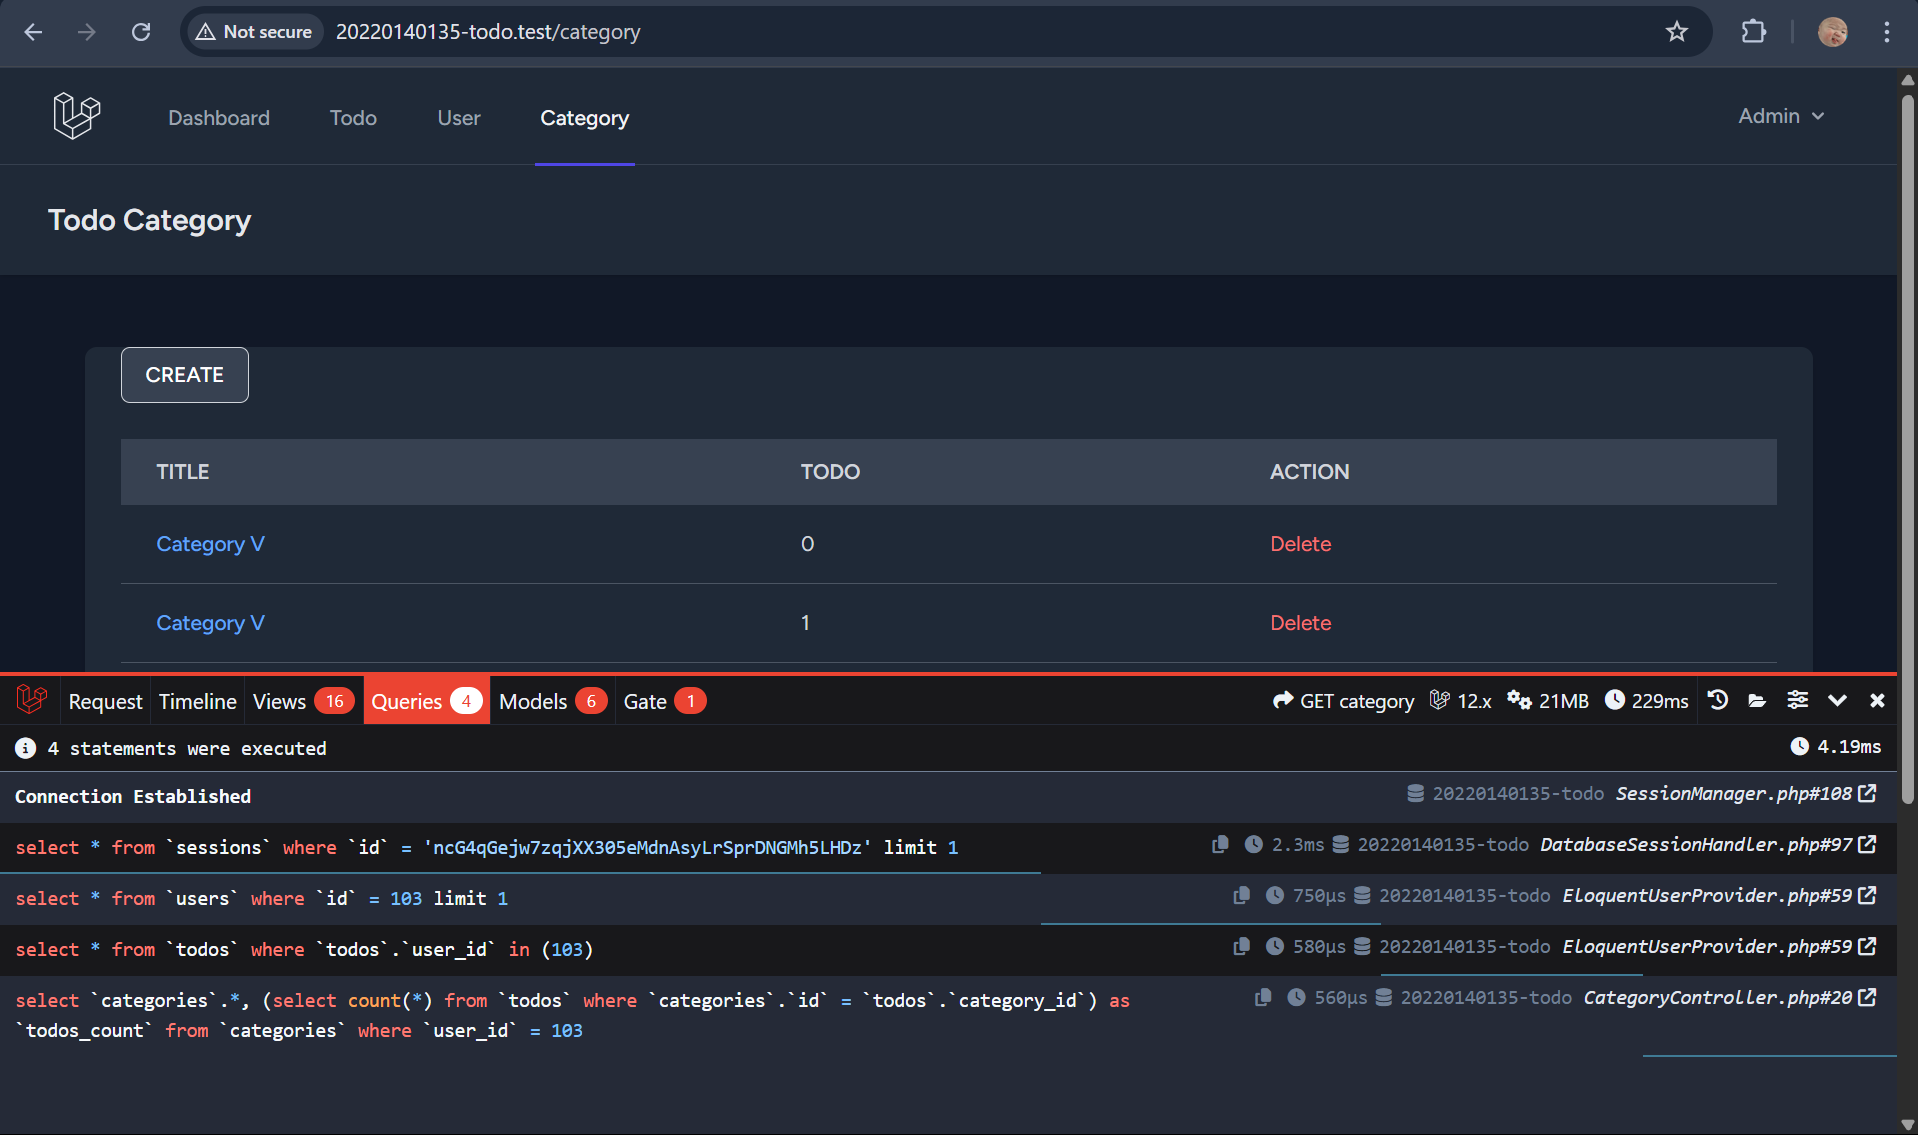 Not secure 20220140135-todo.test/category
Dashboard Todo User Category Admin
Todo Category
CREATE
TITLE TODO ACTION
Category V 0 Delete
Category V 1 Delete
Request Timeline Views 16 Queries 4 Models 6 Gate 1 GET category 12.x 21MB 229ms
4 statements were executed 4.19ms
Connection Established 20220140135-todo SessionManager.php#108
select * from `sessions` where `id` = 'ncG4qGejw7zqjXX305eMdnAsyLrSprDNGMh5LHDz' limit 1 2.3ms 20220140135-todo DatabaseSessionHandler.php#97
select * from `users` where `id` = 103 limit 1 750μs 20220140135-todo EloquentUserProvider.php#59
select * from `todos` where `todos`.`user_id` in (103) 580μs 20220140135-todo EloquentUserProvider.php#59
select `categories`.*, (select count(*) from `todos` where `categories`.`id` = `todos`.`category_id`) as 560μs 20220140135-todo CategoryController.php#20
`todos_count` from `categories` where `user_id` = 103